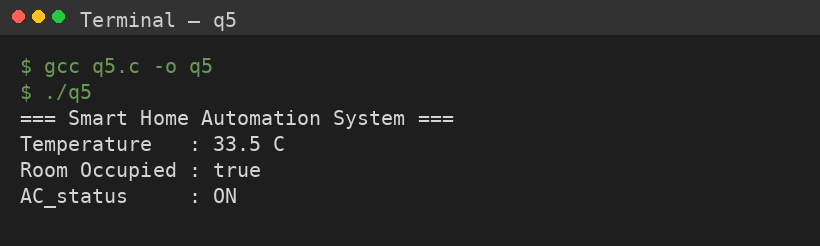 Terminal — q5
$ gcc q5.c -o q5
$ ./q5
=== Smart Home Automation System ===
Temperature   : 33.5 C
Room Occupied : true
AC_status     : ON